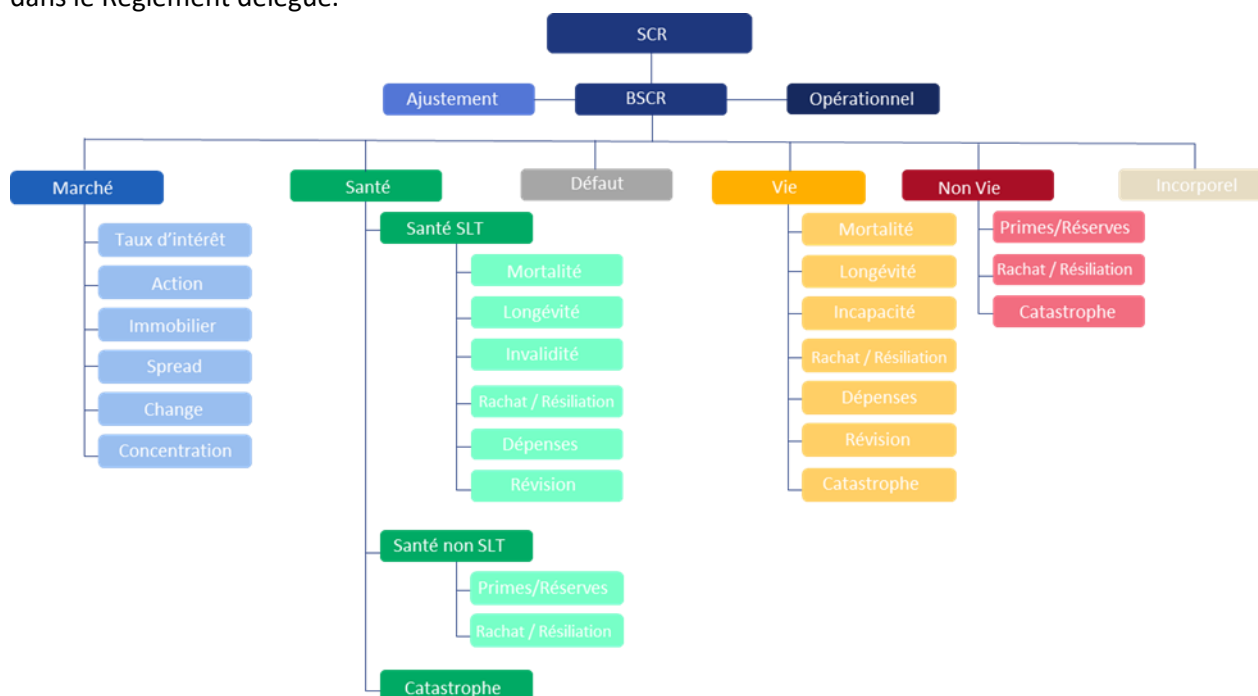 dans le Règlement délégué.
SCR
Ajustement
BSCR
Opérationnel
Marché
Santé
Défaut
Vie
Non Vie
Incorporel
Taux d'intérêt
Action
Immobilier
Spread
Change
Concentration
Santé SLT
Mortalité
Longévité
Invalidité
Rachat / Résiliation
Dépenses
Révision
Santé non SLT
Primes/Réserves
Rachat / Résiliation
Catastrophe
Mortalité
Longévité
Incapacité
Rachat / Résiliation
Dépenses
Révision
Catastrophe
Primes/Réserves
Rachat / Résiliation
Catastrophe